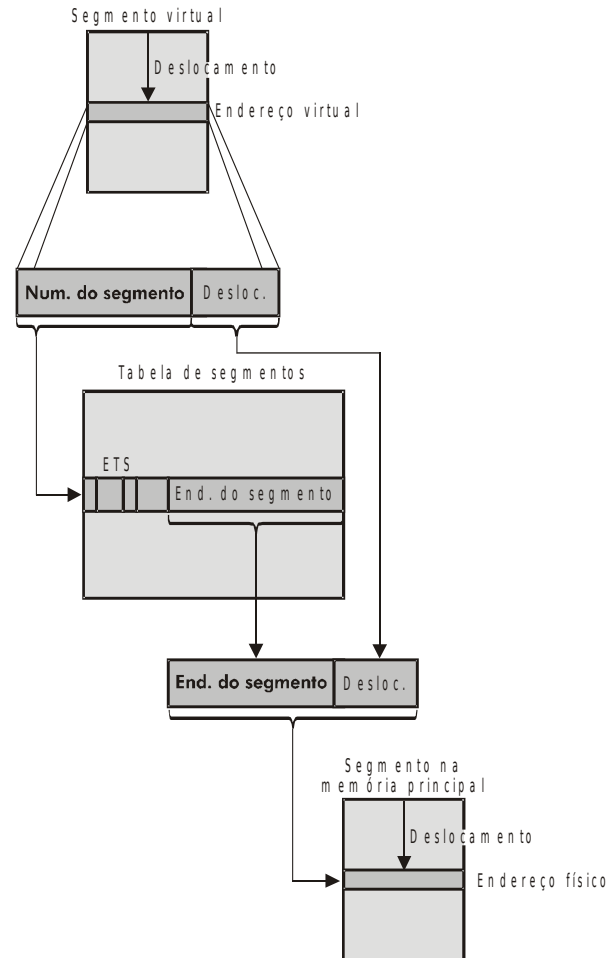 Segmento virtual
Deslocamento
Endereço virtual
Num. do segmento
Desloc.
Tabela de segmentos
ETS
End. do segmento
End. do segmento
Desloc.
Segmento na
memória principal
Deslocamento
Endereço físico